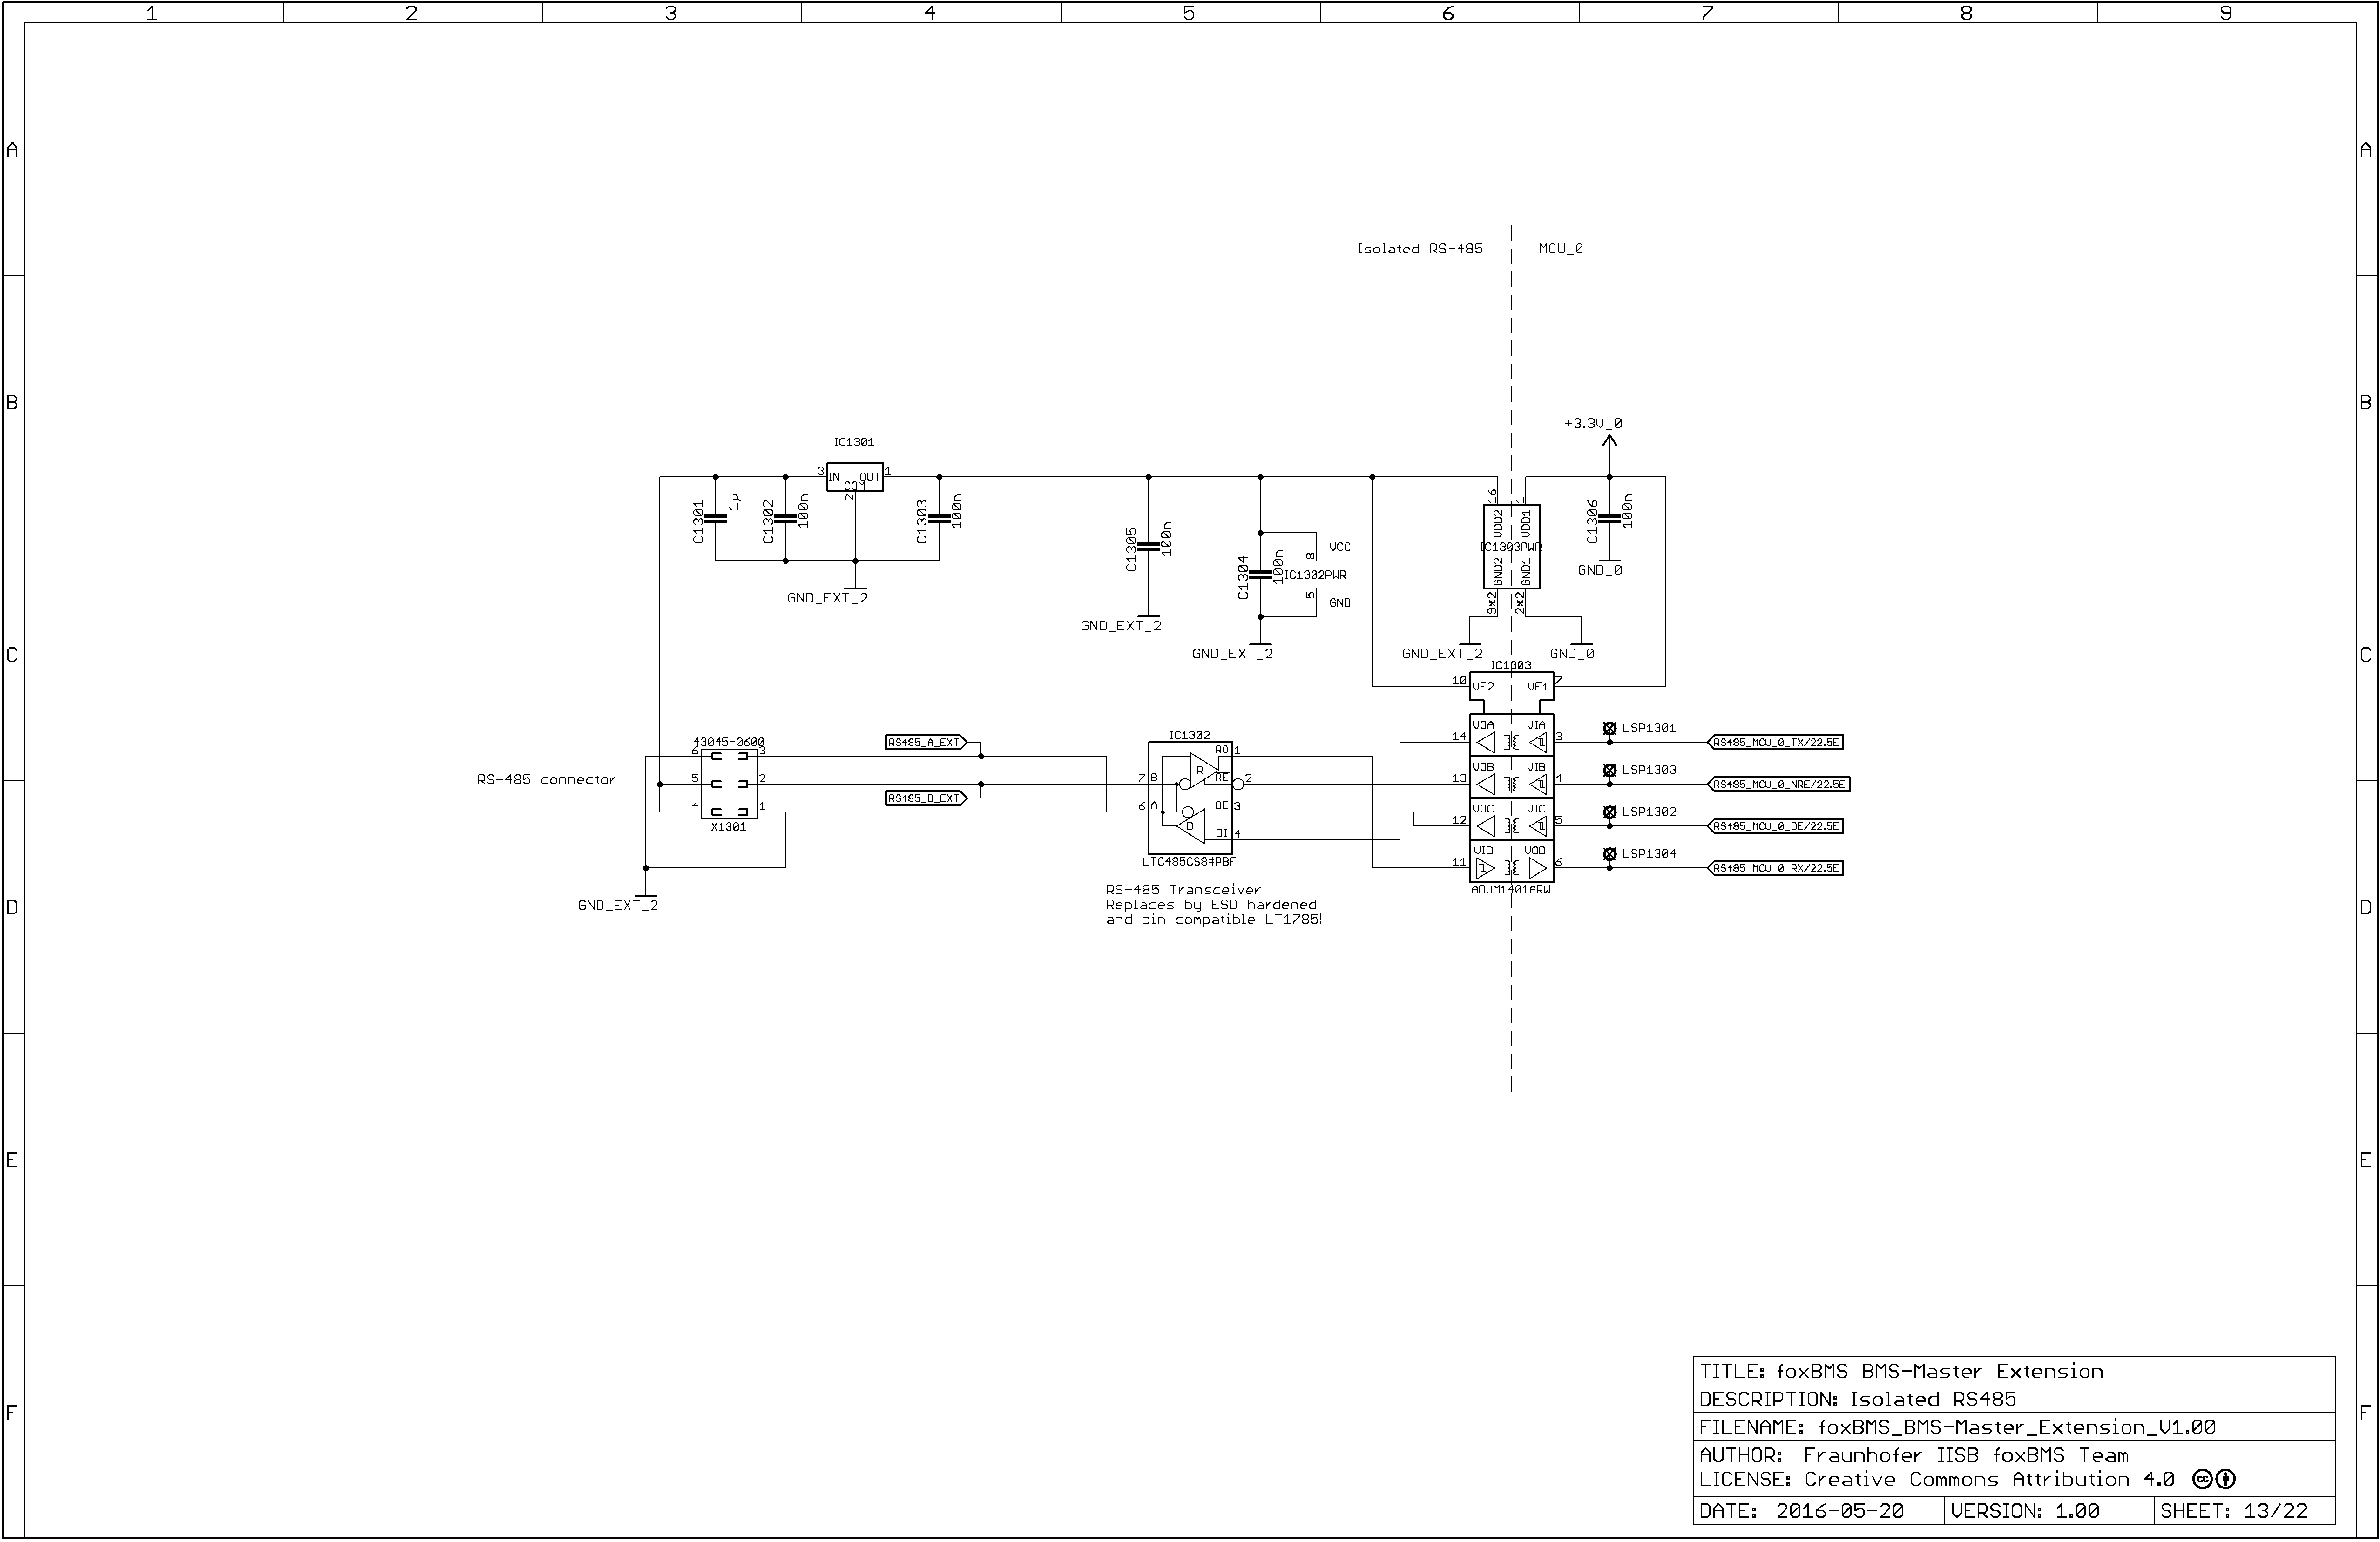 1 2 3 4 5 6 7 8 9
A A
Isolated RS-485 MCU_0
B B
+3.3V_0
IC1301
3 IN OUT 1
COM
2
C1301 1µ
C1302 100n
C1303 100n
GND_EXT_2
C1305 100n
GND_EXT_2
C1304 100n
8 VCC
IC1302PWR
5 GND
GND_EXT_2
16 1
VDD2 VDD1
IC1303PWR
GND2 GND1
9*2 2*2
GND_EXT_2 GND_0
C1306 100n
GND_0
C C
IC1303
10 VE2 VE1 7
VOA VIA
14 3
LSP1301
RS485_MCU_0_TX/22.5E
VOB VIB
13 4
LSP1303
RS485_MCU_0_NRE/22.5E
VOC VIC
12 5
LSP1302
RS485_MCU_0_DE/22.5E
VID VOD
11 6
LSP1304
RS485_MCU_0_RX/22.5E
ADUM1401ARW
RS-485 connector
43045-0600
6 3
5 2
4 1
X1301
GND_EXT_2
RS485_A_EXT
RS485_B_EXT
IC1302
RO 1
R
7 B RE 2
6 A DE 3
D
DI 4
LTC485CS8#PBF
RS-485 Transceiver
Replaces by ESD hardened
and pin compatible LT1785!
D D
E E
F F
TITLE: foxBMS BMS-Master Extension
DESCRIPTION: Isolated RS485
FILENAME: foxBMS_BMS-Master_Extension_V1.00
AUTHOR: Fraunhofer IISB foxBMS Team
LICENSE: Creative Commons Attribution 4.0 cc
DATE: 2016-05-20 VERSION: 1.00 SHEET: 13/22